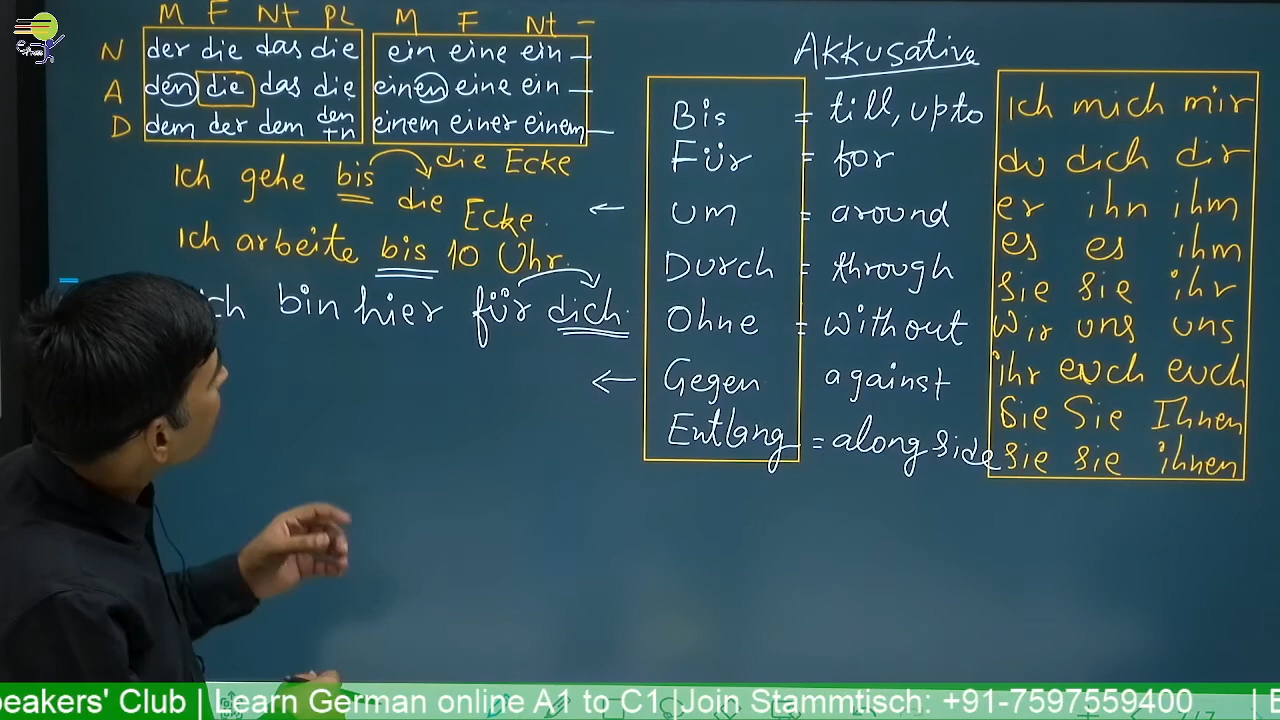 M F Nt PL M F Nt –
N der die das die ein eine ein –
A den die das die einen eine ein –
D dem der dem den +n einem einer einem –
die Ecke
Ich gehe bis die Ecke.
Ich arbeite bis 10 Uhr.
ch bin hier für dich.
Akkusative
Bis = till, upto
Für = for
um = around
Durch = through
Ohne = without
Gegen against
Entlang = along side
Ich mich mir
du dich dir
er ihn ihm
es es ihm
sie sie ihr
wir uns uns
ihr euch euch
Sie Sie Ihnen
sie sie ihnen
peakers' Club | Learn German online A1 to C1 |Join Stammtisch: +91-7597559400 | E